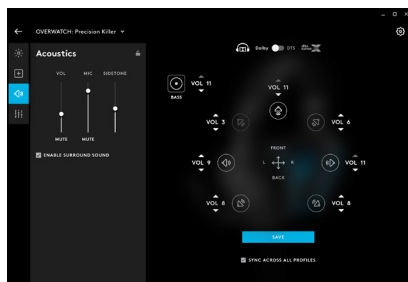 OVERWATCH: Precision Killer
Dolby DTS
Acoustics
VOL MIC SIDETONE
MUTE MUTE
ENABLE SURROUND SOUND
VOL 11
BASS
VOL 11
VOL 3
VOL 6
FRONT
VOL 9
L R
VOL 11
BACK
VOL 8
VOL 8
SAVE
SYNC ACROSS ALL PROFILES